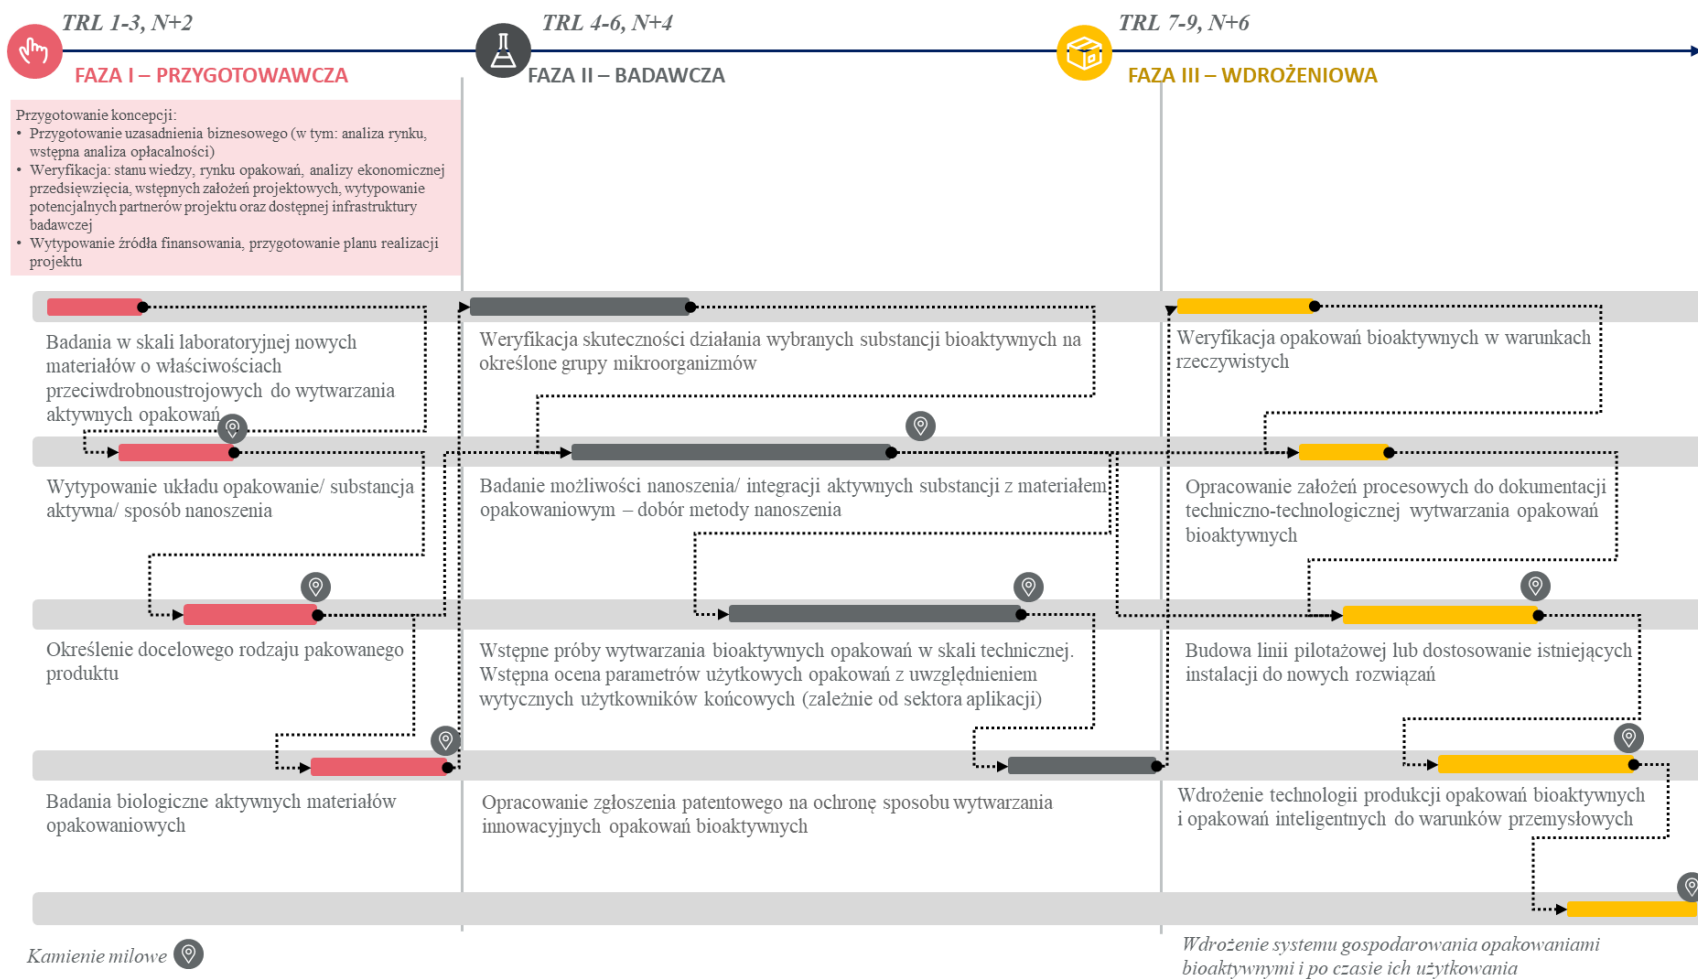 TRL 1-3, N+2
TRL 4-6, N+4
TRL 7-9, N+6
FAZA I – PRZYGOTOWAWCZA
FAZA II – BADAWCZA
FAZA III – WDROŻENIOWA
Przygotowanie koncepcji:
• Przygotowanie uzasadnienia biznesowego (w tym: analiza rynku,
wstępna analiza opłacalności)
• Weryfikacja: stanu wiedzy, rynku opakowań, analizy ekonomicznej
przedsięwzięcia, wstępnych założeń projektowych, wytypowanie
potencjalnych partnerów projektu oraz dostępnej infrastruktury
badawczej
• Wytypowanie źródła finansowania, przygotowanie planu realizacji
projektu
Badania w skali laboratoryjnej nowych
materiałów o właściwościach
przeciwdrobnoustrojowych do wytwarzania
aktywnych opakowań
Weryfikacja skuteczności działania wybranych substancji bioaktywnych na
określone grupy mikroorganizmów
Weryfikacja opakowań bioaktywnych w warunkach
rzeczywistych
Wytypowanie układu opakowanie/ substancja
aktywna/ sposób nanoszenia
Badanie możliwości nanoszenia/ integracji aktywnych substancji z materiałem
opakowaniowym – dobór metody nanoszenia
Opracowanie założeń procesowych do dokumentacji
techniczno-technologicznej wytwarzania opakowań
bioaktywnych
Określenie docelowego rodzaju pakowanego
produktu
Wstępne próby wytwarzania bioaktywnych opakowań w skali technicznej.
Wstępna ocena parametrów użytkowych opakowań z uwzględnieniem
wytycznych użytkowników końcowych (zależnie od sektora aplikacji)
Budowa linii pilotażowej lub dostosowanie istniejących
instalacji do nowych rozwiązań
Badania biologiczne aktywnych materiałów
opakowaniowych
Opracowanie zgłoszenia patentowego na ochronę sposobu wytwarzania
innowacyjnych opakowań bioaktywnych
Wdrożenie technologii produkcji opakowań bioaktywnych
i opakowań inteligentnych do warunków przemysłowych
Kamienie milowe
Wdrożenie systemu gospodarowania opakowaniami
bioaktywnymi i po czasie ich użytkowania